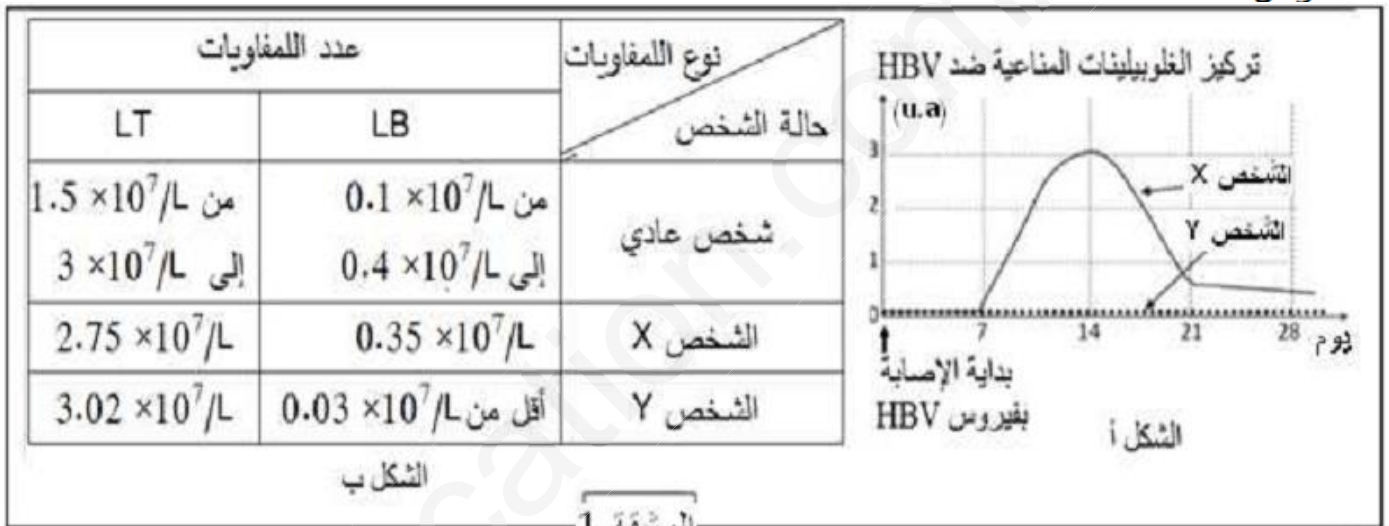 تركيز الغلوبيلينات المناعية ضد HBV
(u.a)
3
2
1
0
الشخص X
الشخص Y
7 14 21 28 يوم
بداية الإصابة
بفيروس HBV
الشكل أ
نوع اللمفاويات
حالة الشخص
عدد اللمفاويات
LB LT
شخص عادي
من 0.1 ×10⁷/L
إلى 0.4 ×10⁷/L
من 1.5 ×10⁷/L
إلى 3 ×10⁷/L
الشخص X 0.35 ×10⁷/L 2.75 ×10⁷/L
الشخص Y أقل من 0.03 ×10⁷/L 3.02 ×10⁷/L
الشكل ب